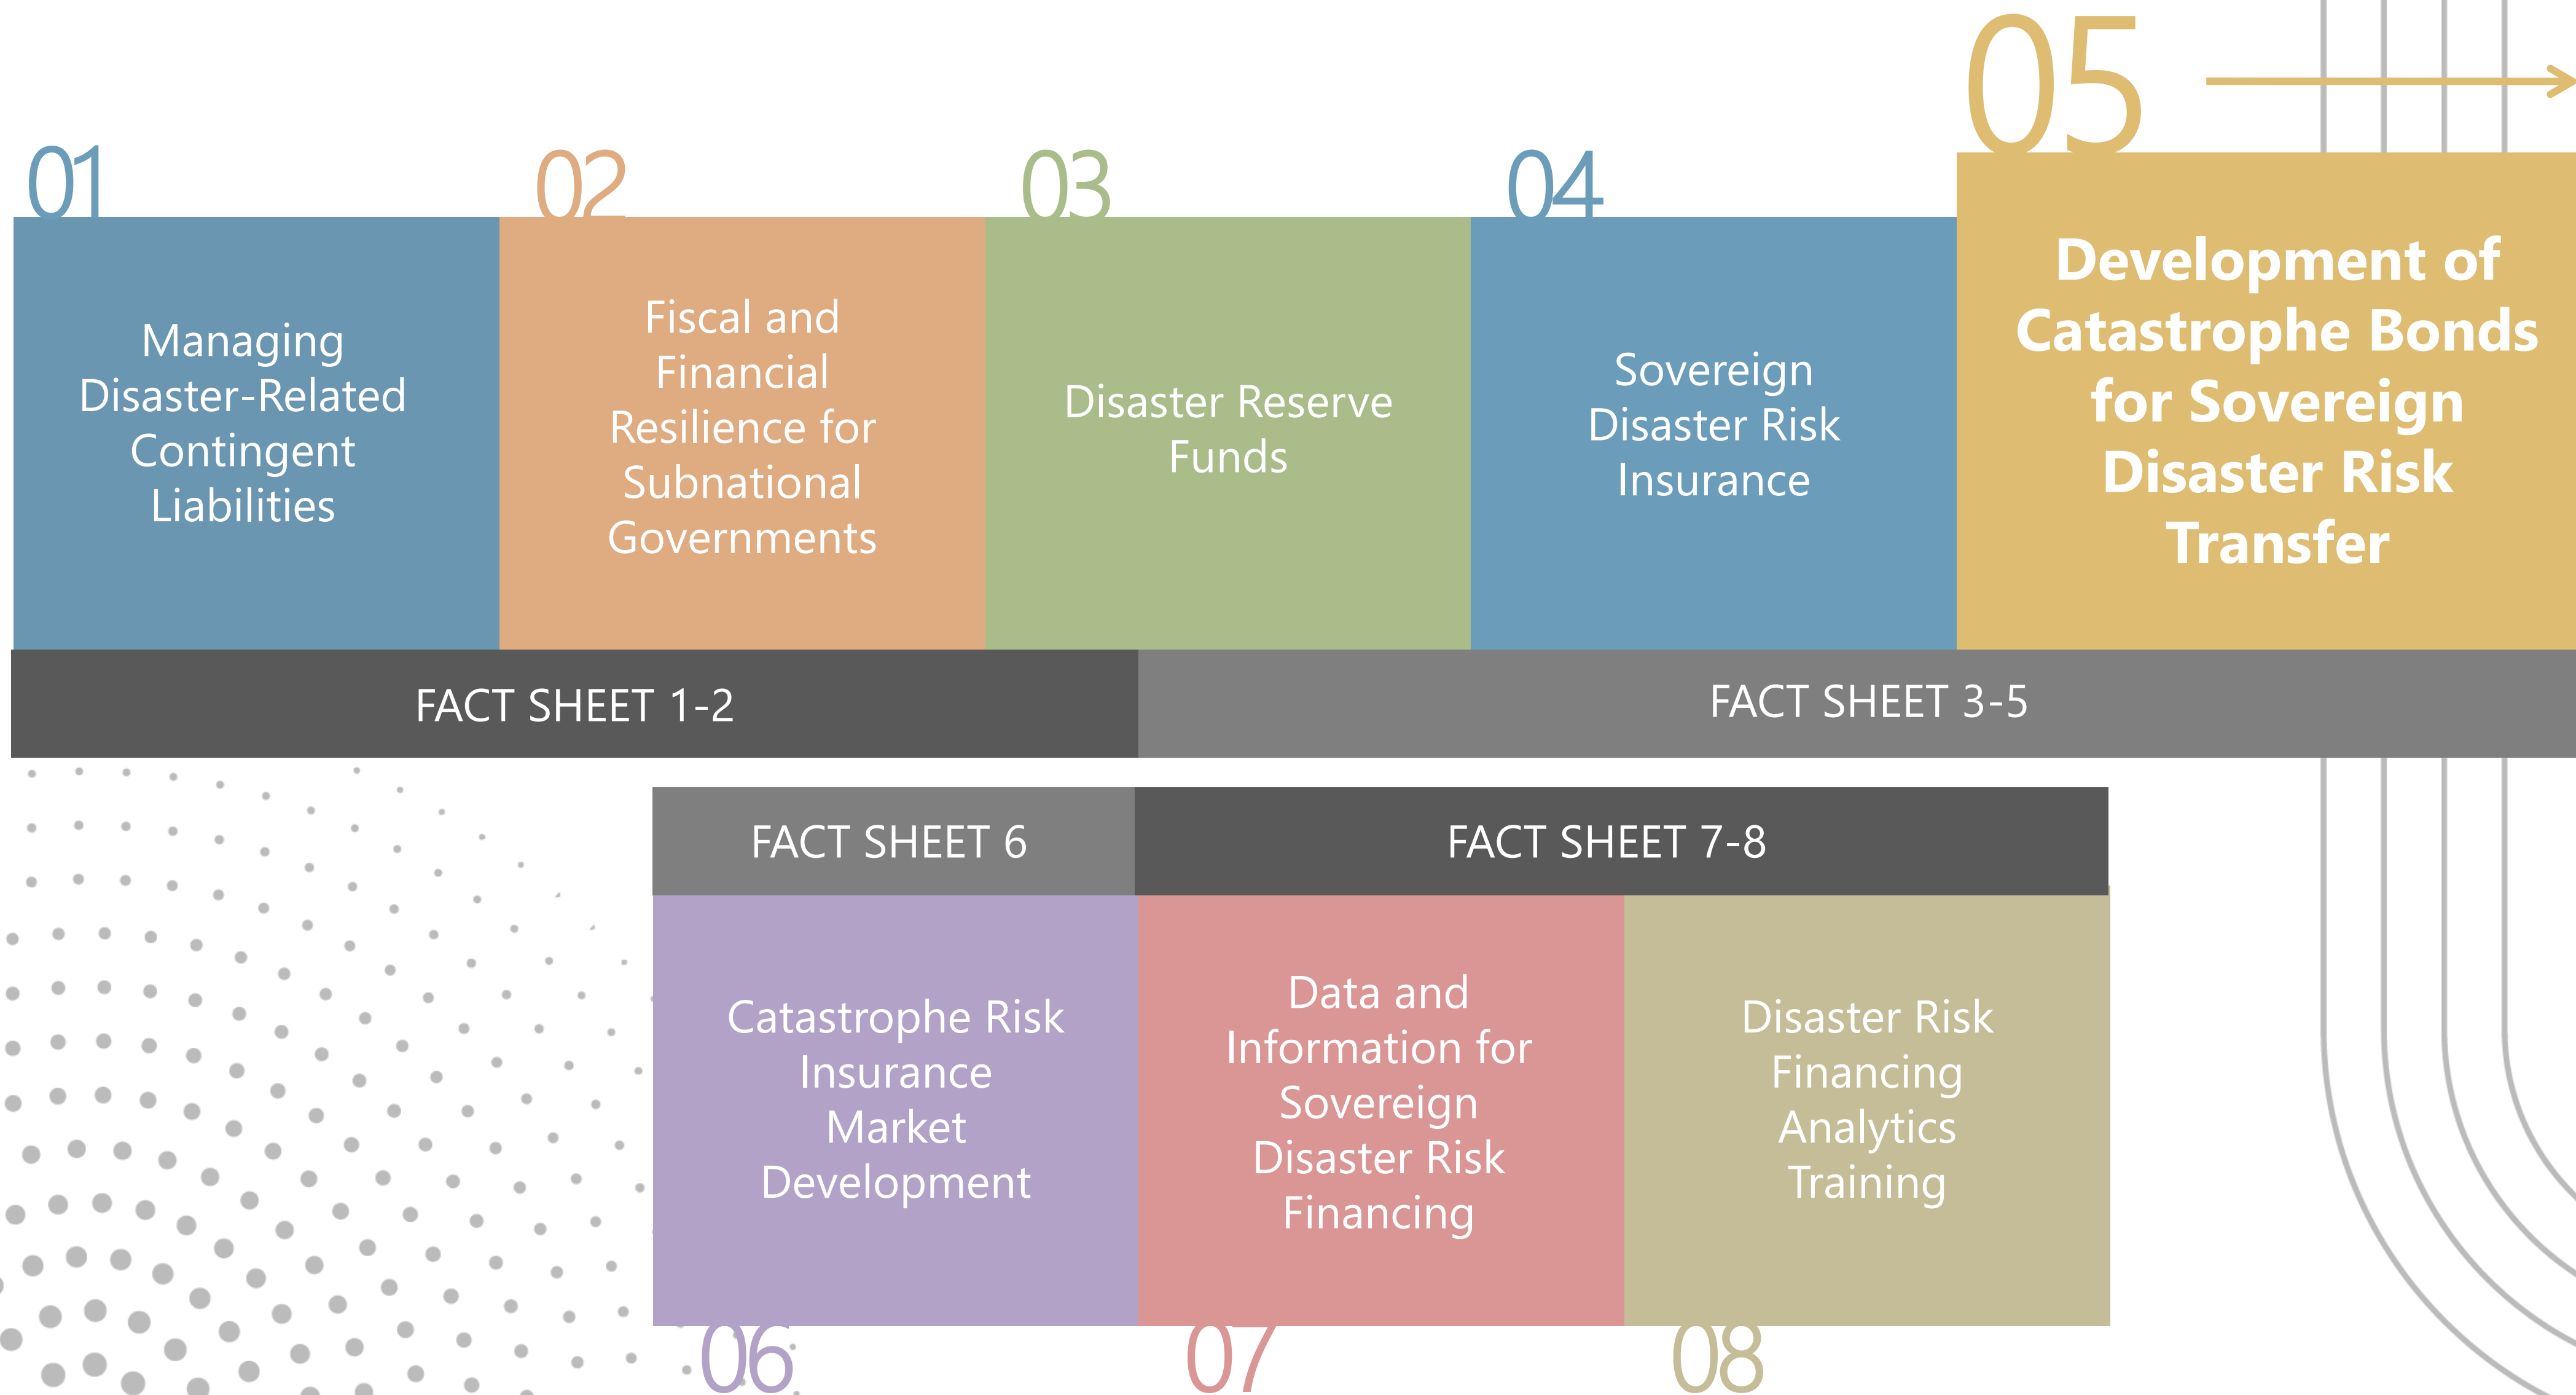 01
Managing
Disaster-Related
Contingent
Liabilities
02
Fiscal and
Financial
Resilience for
Subnational
Governments
03
Disaster Reserve
Funds
04
Sovereign
Disaster Risk
Insurance
05
Development of
Catastrophe Bonds
for Sovereign
Disaster Risk
Transfer
FACT SHEET 1-2
FACT SHEET 3-5
FACT SHEET 6
FACT SHEET 7-8
Catastrophe Risk
Insurance
Market
Development
06
Data and
Information for
Sovereign
Disaster Risk
Financing
07
Disaster Risk
Financing
Analytics
Training
08